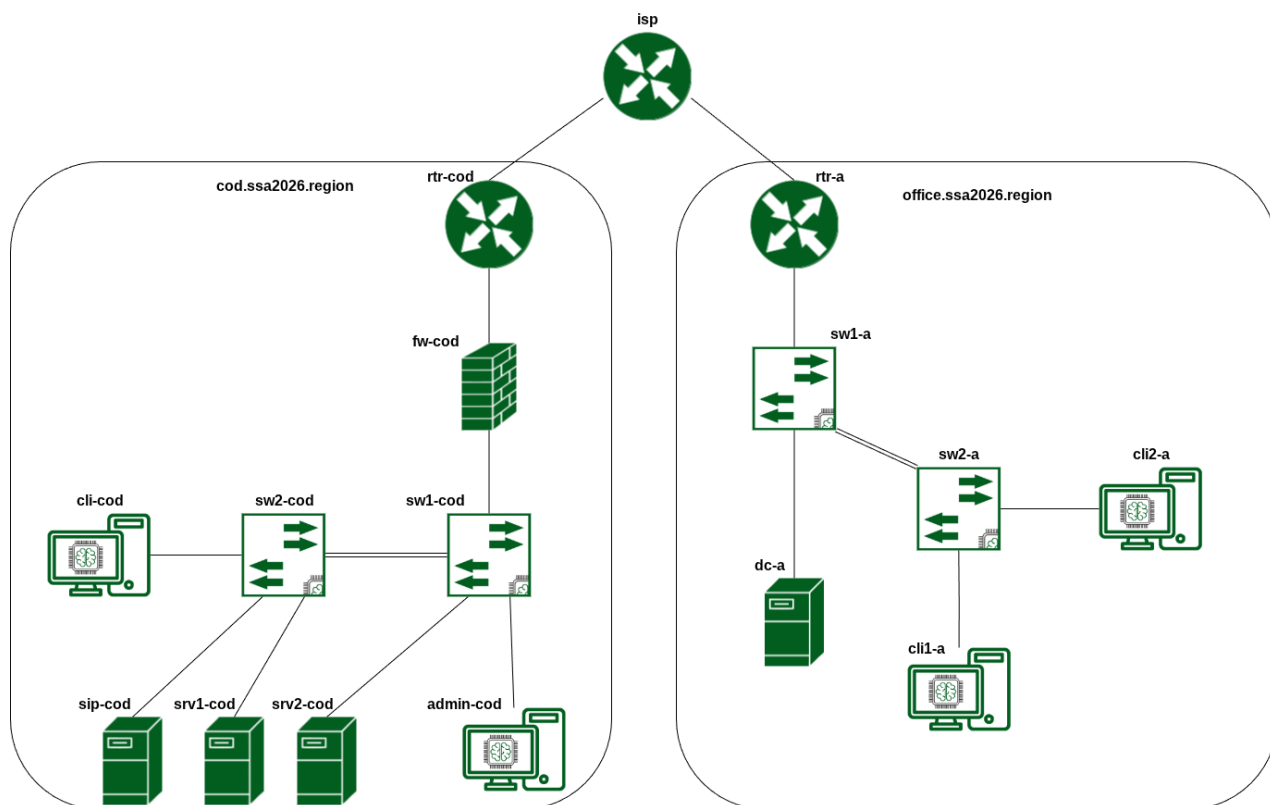 isp
cod.ssa2026.region
rtr-cod
rtr-a
office.ssa2026.region
fw-cod
sw1-a
cli-cod
sw2-cod
sw1-cod
sw2-a
cli2-a
dc-a
cli1-a
sip-cod
srv1-cod
srv2-cod
admin-cod